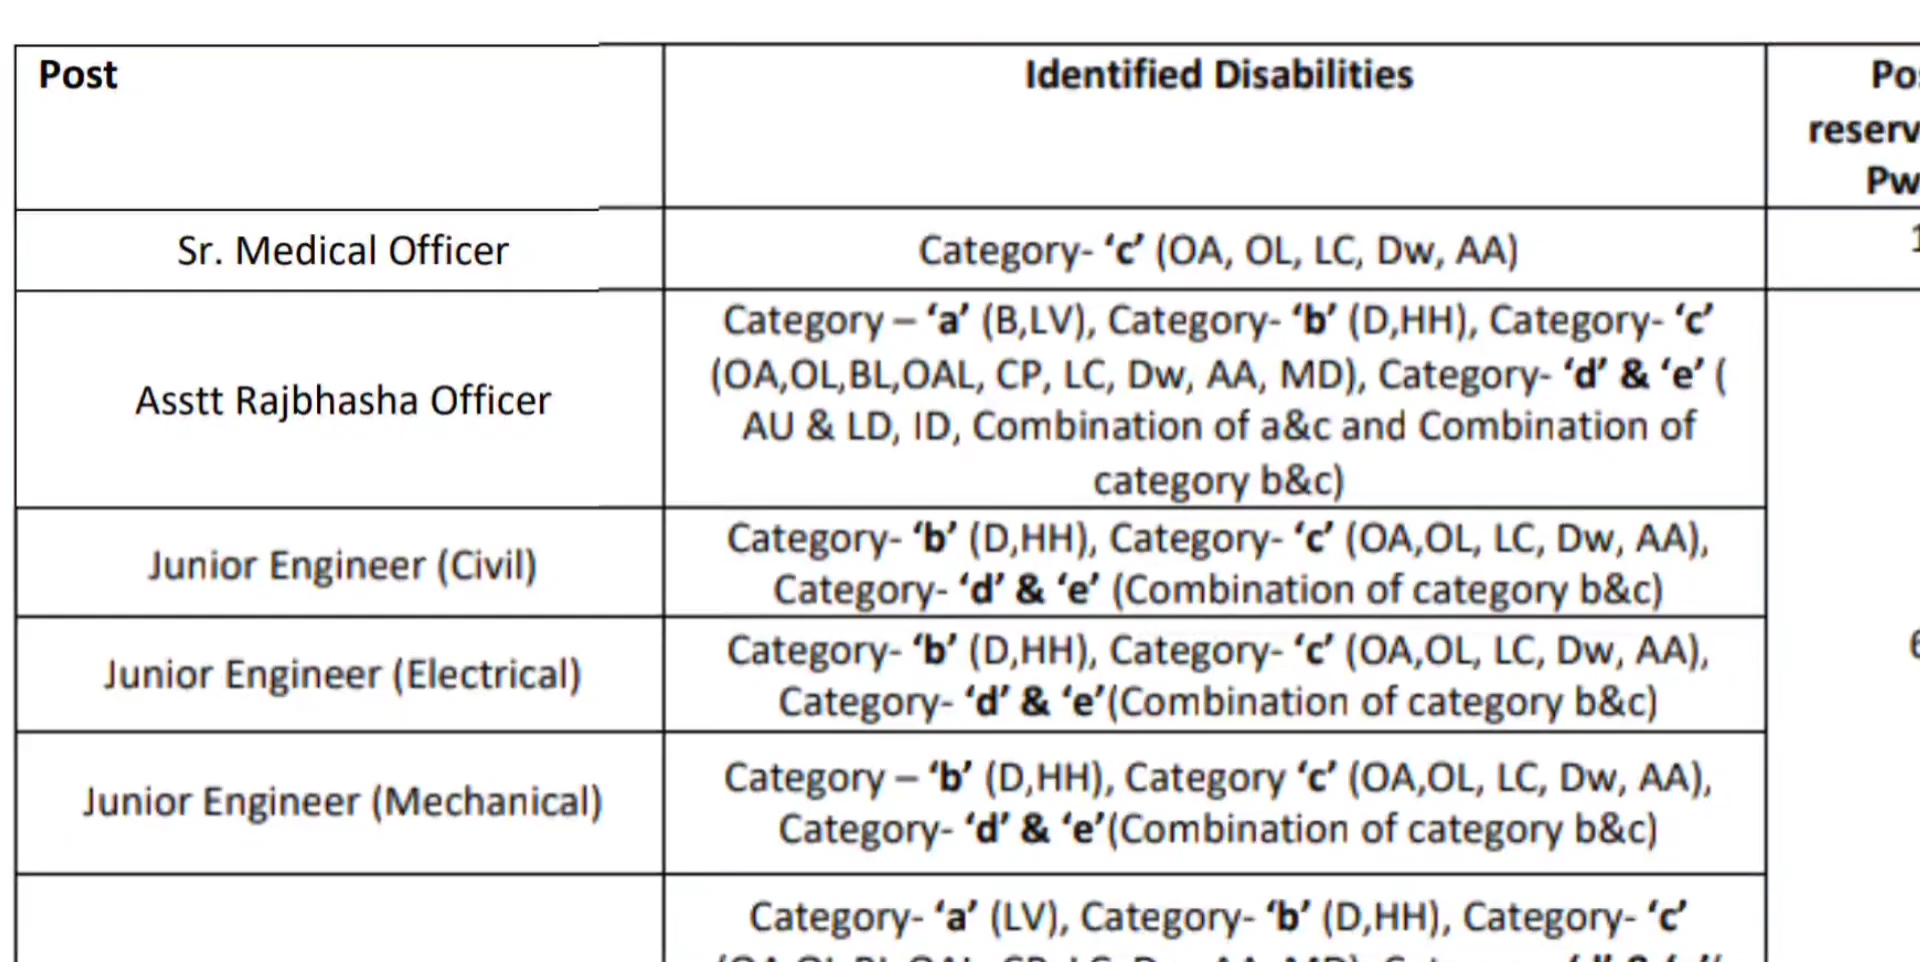 Post
Identified Disabilities
Sr. Medical Officer
Category- ‘c’ (OA, OL, LC, Dw, AA)
Asstt Rajbhasha Officer
Category – ‘a’ (B,LV), Category- ‘b’ (D,HH), Category- ‘c’
(OA,OL,BL,OAL, CP, LC, Dw, AA, MD), Category- ‘d’ & ‘e’ (
AU & LD, ID, Combination of a&c and Combination of
category b&c)
Junior Engineer (Civil)
Category- ‘b’ (D,HH), Category- ‘c’ (OA,OL, LC, Dw, AA),
Category- ‘d’ & ‘e’ (Combination of category b&c)
Junior Engineer (Electrical)
Category- ‘b’ (D,HH), Category- ‘c’ (OA,OL, LC, Dw, AA),
Category- ‘d’ & ‘e’(Combination of category b&c)
Junior Engineer (Mechanical)
Category – ‘b’ (D,HH), Category ‘c’ (OA,OL, LC, Dw, AA),
Category- ‘d’ & ‘e’(Combination of category b&c)
Category- ‘a’ (LV), Category- ‘b’ (D,HH), Category- ‘c’